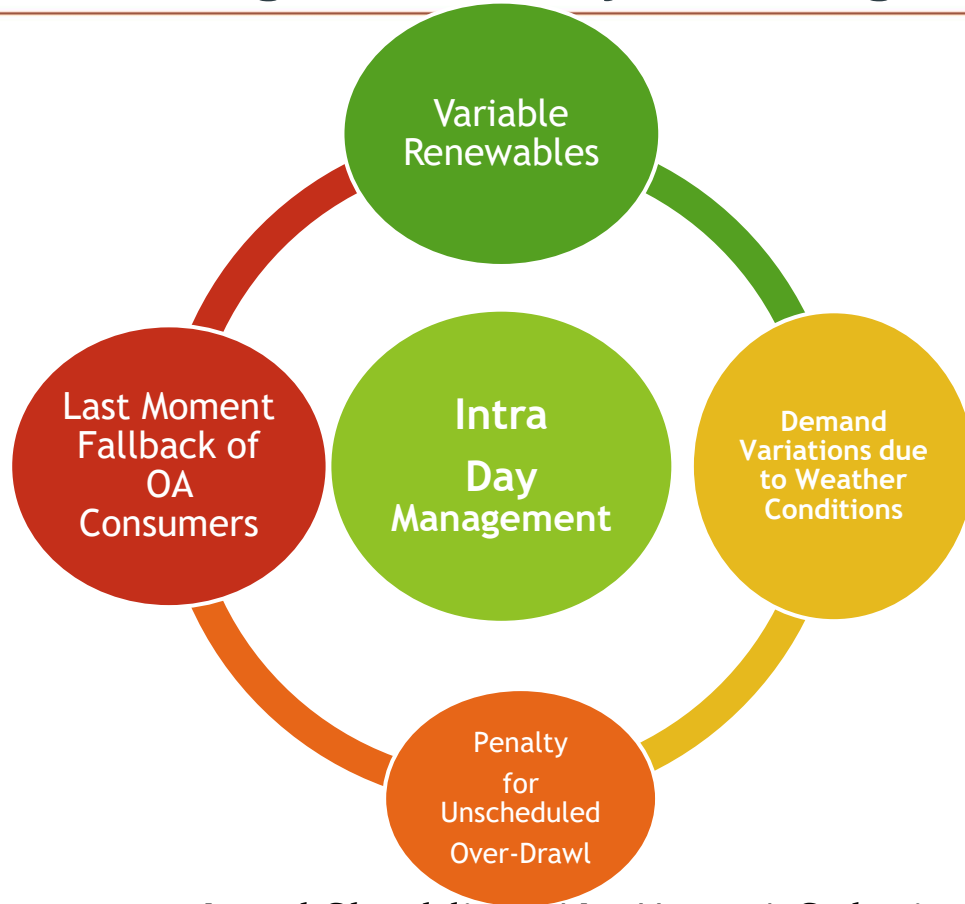 Variable
Renewables
Last Moment
Fallback of
OA
Consumers
Intra
Day
Management
Demand
Variations due
to Weather
Conditions
Penalty
for
Unscheduled
Over-Drawl